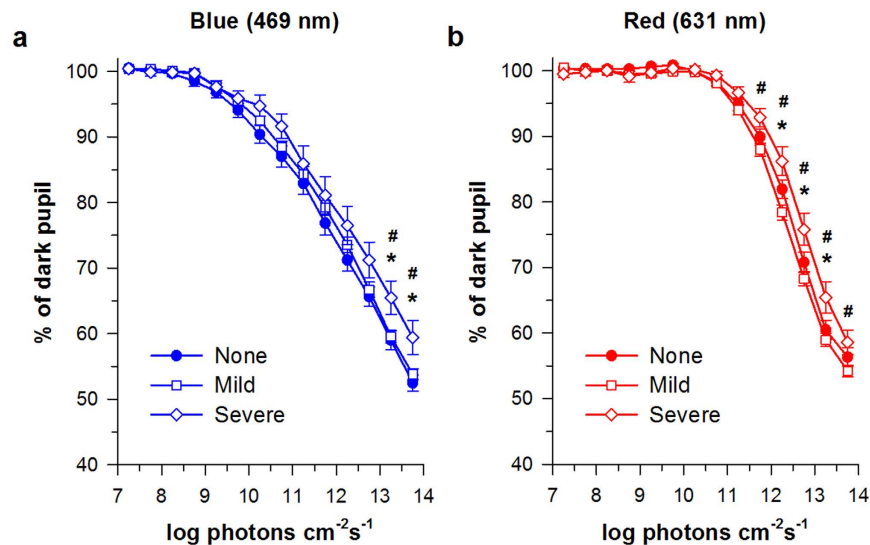 a
Blue (469 nm)
% of dark pupil
100
90
80
70
60
50
40
#
*
#
*
None
Mild
Severe
7 8 9 10 11 12 13 14
log photons cm⁻²s⁻¹
b
Red (631 nm)
% of dark pupil
100
90
80
70
60
50
40
#
#
*
#
*
#
*
#
None
Mild
Severe
7 8 9 10 11 12 13 14
log photons cm⁻²s⁻¹